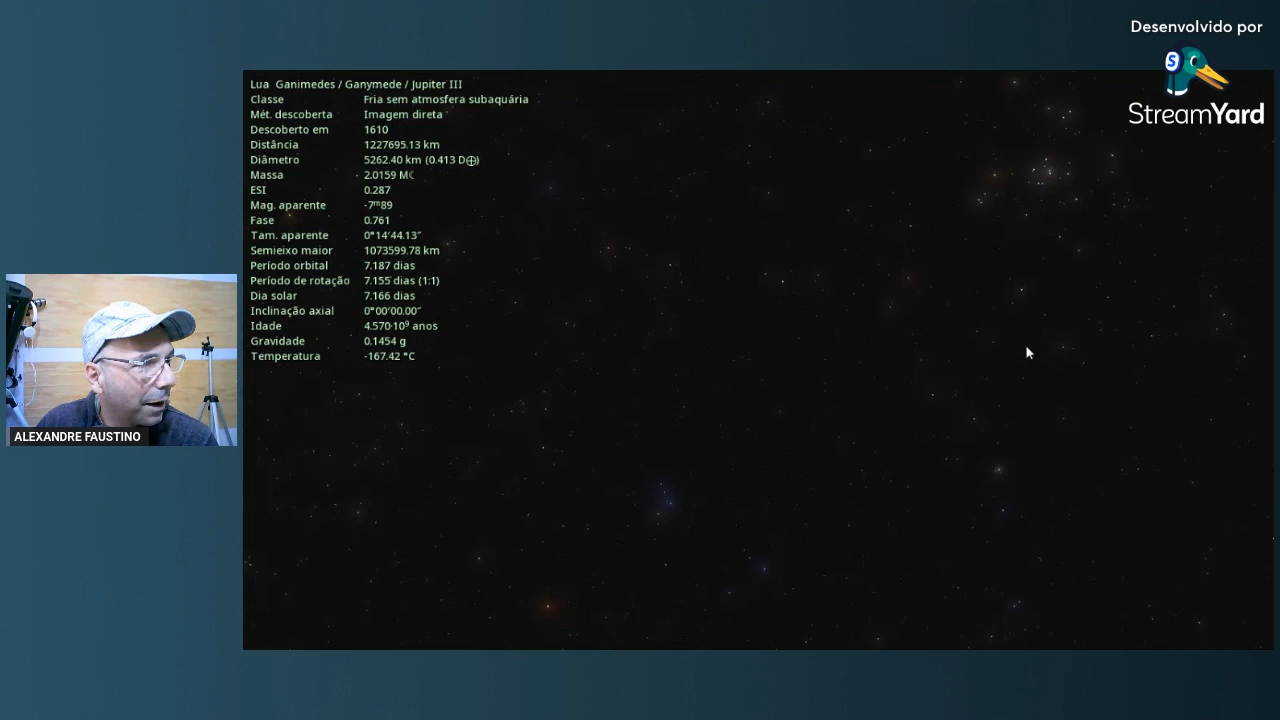 Desenvolvido por
S
StreamYard
Lua Ganimedes / Ganymede / Jupiter III
Classe Fria sem atmosfera subaquária
Mét. descoberta Imagem direta
Descoberto em 1610
Distância 1227695.13 km
Diâmetro 5262.40 km (0.413 D⊕)
Massa 2.0159 M☾
ESI 0.287
Mag. aparente -7ᵐ89
Fase 0.761
Tam. aparente 0°14′44.13″
Semieixo maior 1073599.78 km
Período orbital 7.187 dias
Período de rotação 7.155 dias (1:1)
Dia solar 7.166 dias
Inclinação axial 0°00′00.00″
Idade 4.570·10⁹ anos
Gravidade 0.1454 g
Temperatura -167.42 °C
ALEXANDRE FAUSTINO